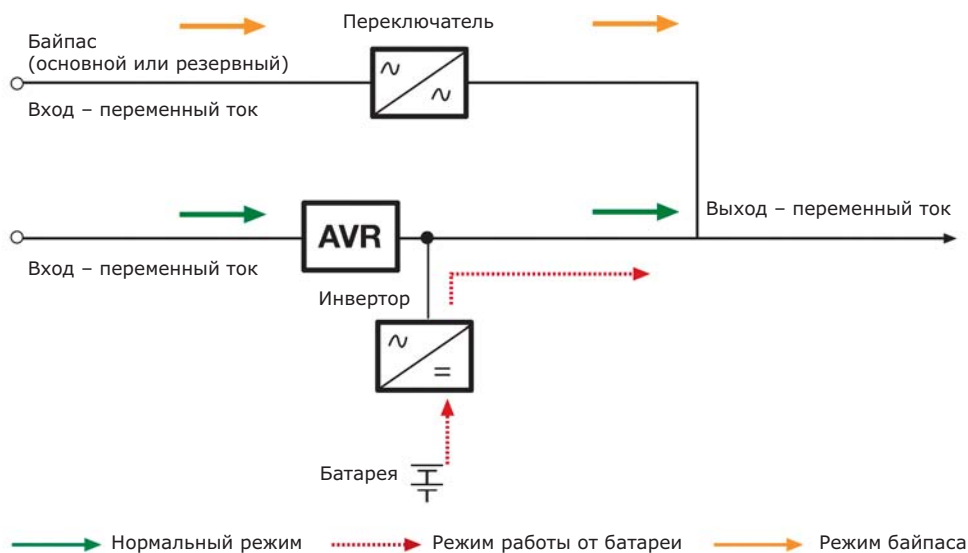 Переключатель
Байпас
(основной или резервный)
∿
∿
Вход – переменный ток
AVR
Выход – переменный ток
Вход – переменный ток
Инвертор
∿
=
Батарея
Нормальный режим
Режим работы от батареи
Режим байпаса